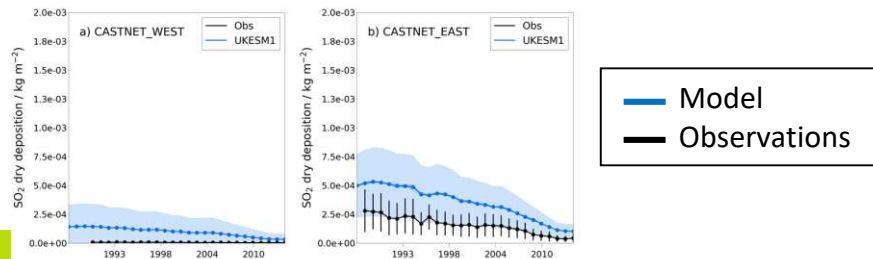 2.0e-03
1.8e-03
1.5e-03
1.3e-03
1.0e-03
7.5e-04
5.0e-04
2.5e-04
0.0e+00
SO₂ dry deposition / kg m⁻²
a) CASTNET_WEST
Obs
UKESM1
1993
1998
2004
2010
2.0e-03
1.8e-03
1.5e-03
1.3e-03
1.0e-03
7.5e-04
5.0e-04
2.5e-04
0.0e+00
SO₂ dry deposition / kg m⁻²
b) CASTNET_EAST
Obs
UKESM1
1993
1998
2004
2010
Model
Observations